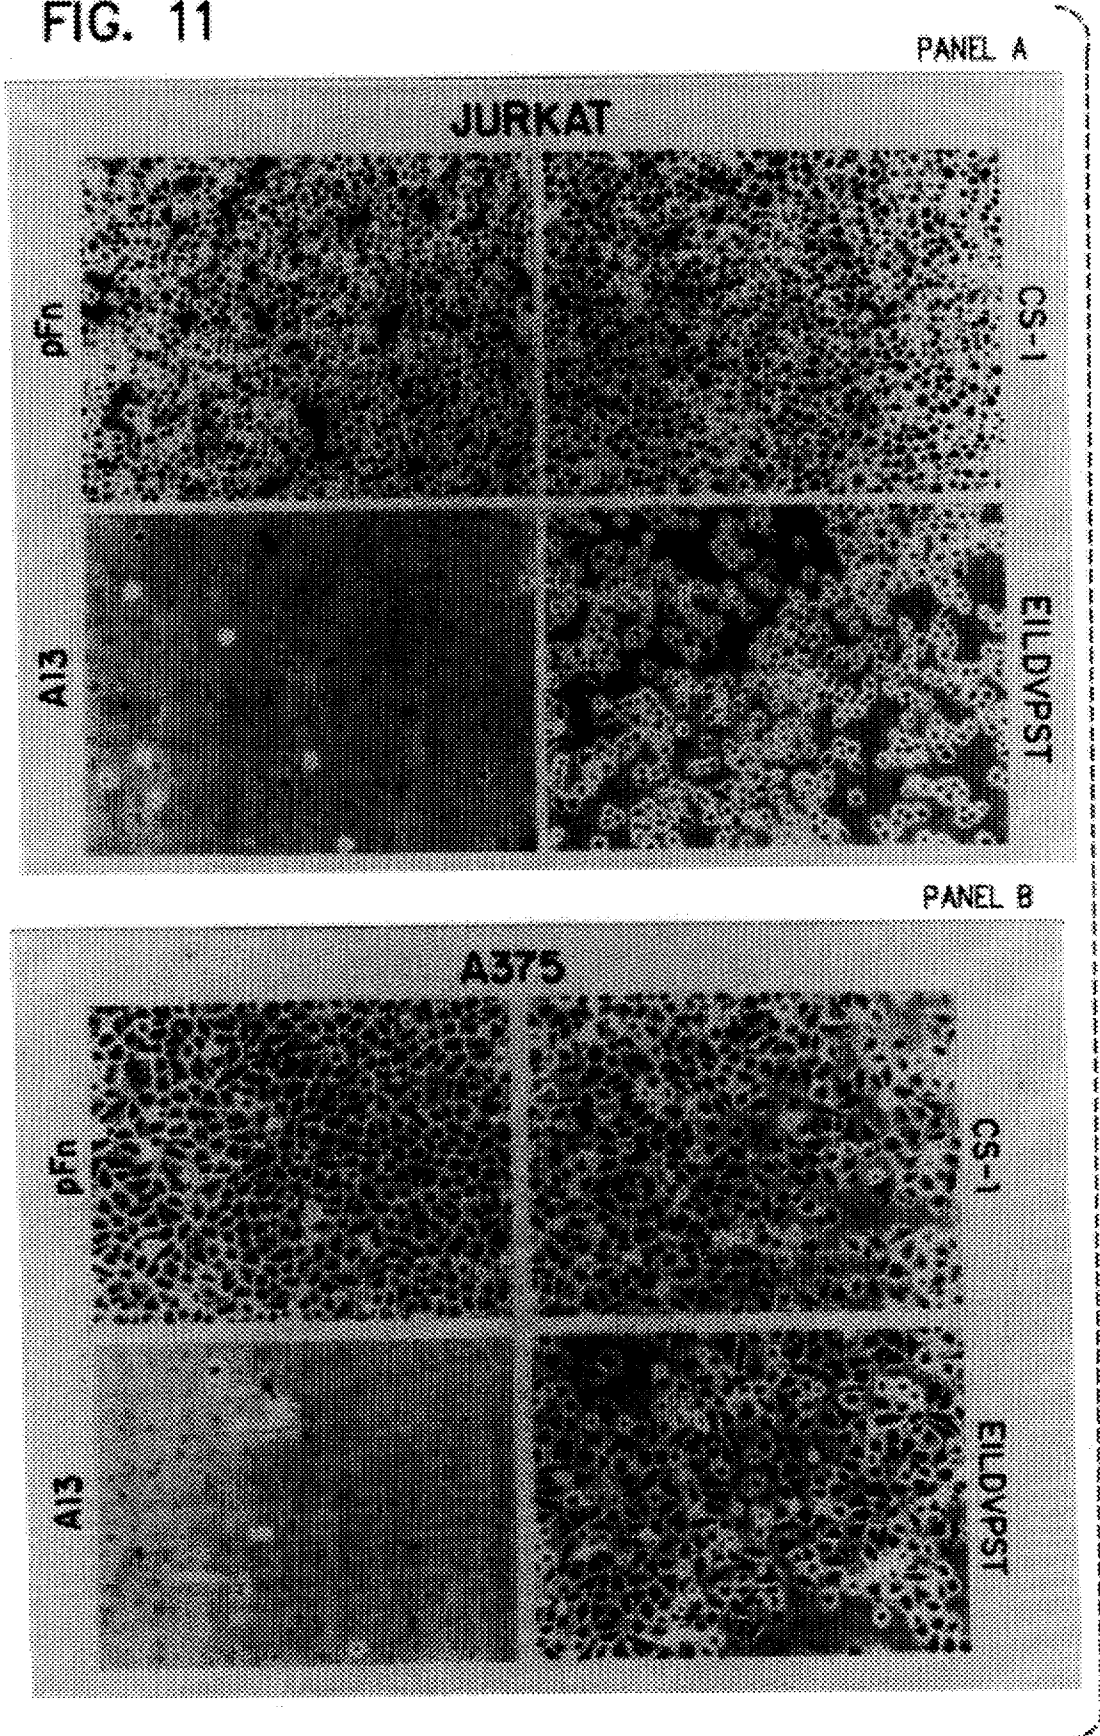 FIG. 11
PANEL A
JURKAT
pFn
CS-1
A13
EILDVPST
PANEL B
A375
pFn
CS-1
A13
EILDVPST